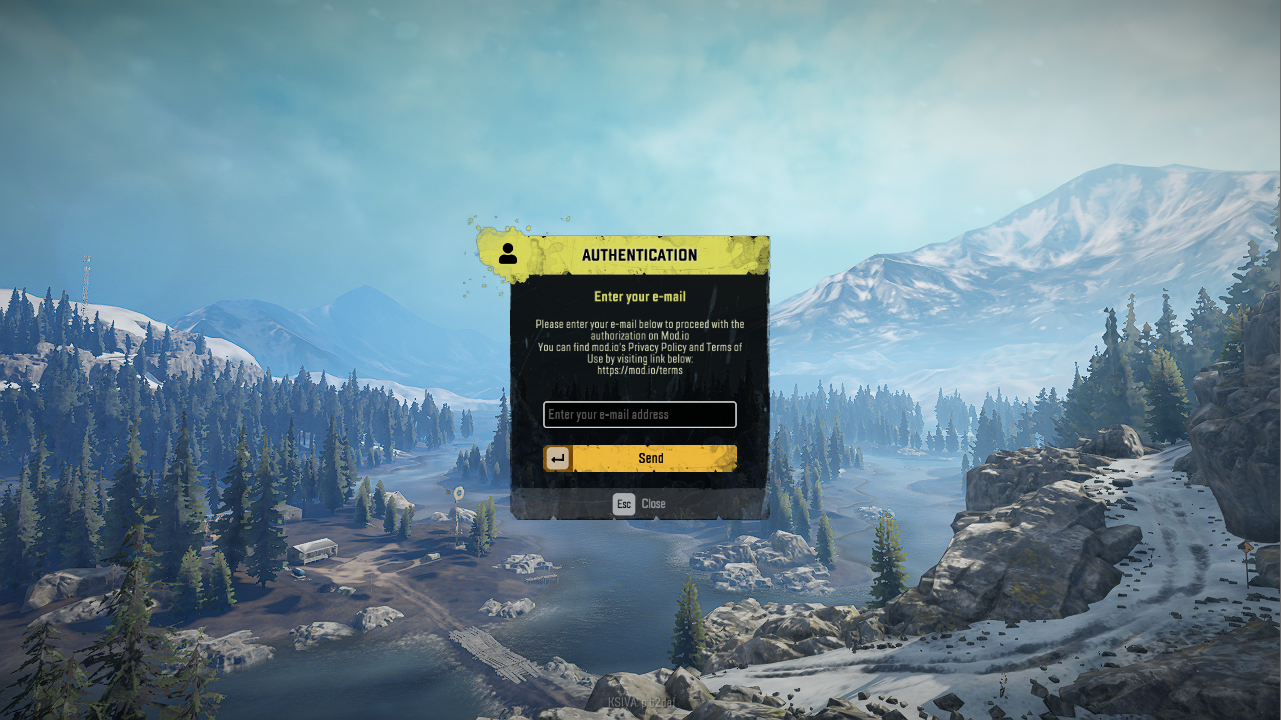 AUTHENTICATION
Enter your e-mail
Please enter your e-mail below to proceed with the
authorization on Mod.io
You can find mod.io's Privacy Policy and Terms of
Use by visiting link below:
https://mod.io/terms
Enter your e-mail address
Send
Esc Close